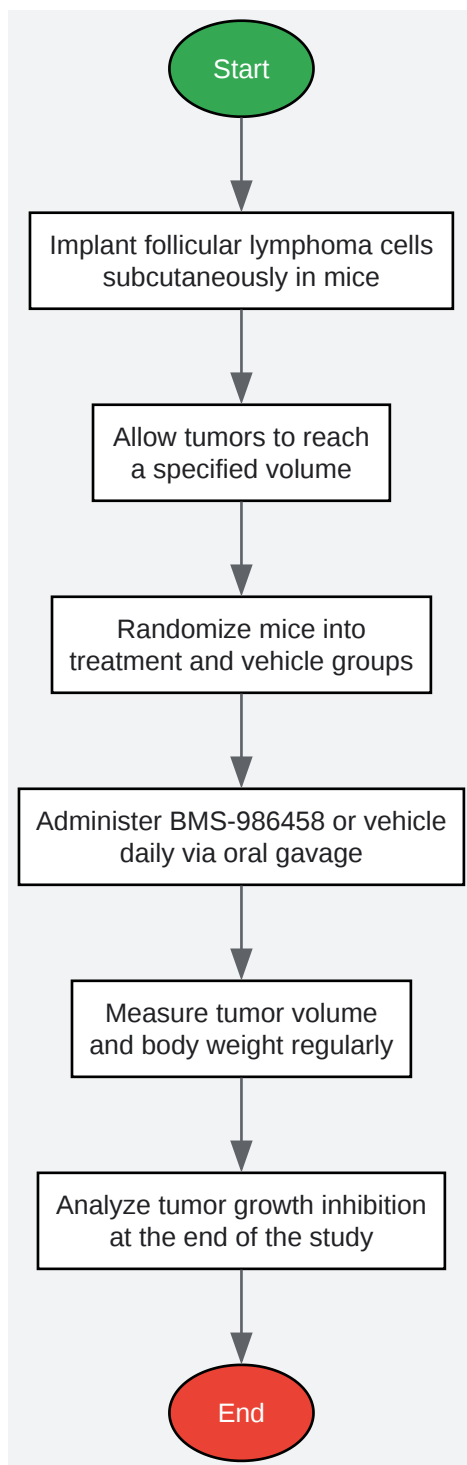 Start
Implant follicular lymphoma cells
subcutaneously in mice
Allow tumors to reach
a specified volume
Randomize mice into
treatment and vehicle groups
Administer BMS-986458 or vehicle
daily via oral gavage
Measure tumor volume
and body weight regularly
Analyze tumor growth inhibition
at the end of the study
End